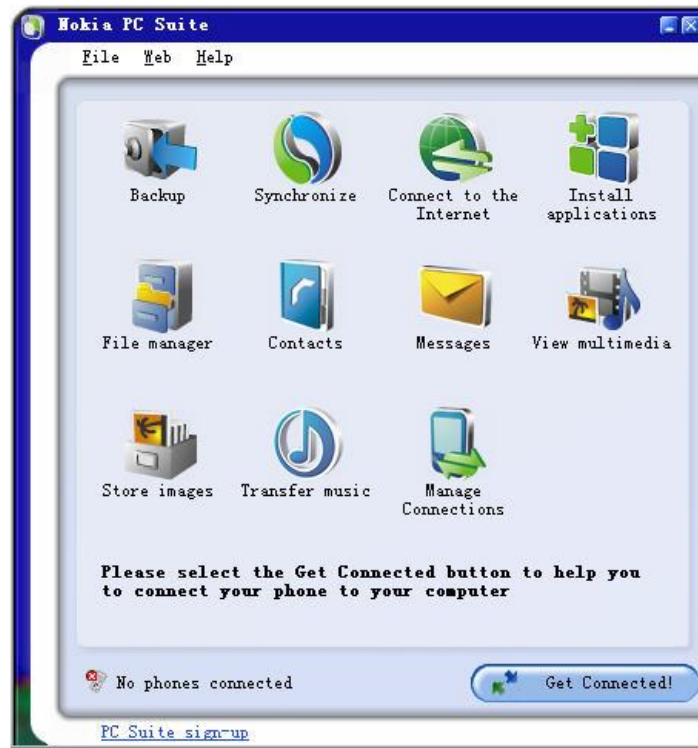 Nokia PC Suite
File Web Help
Backup
Synchronize
Connect to the
Internet
Install
applications
File manager
Contacts
Messages
View multimedia
Store images
Transfer music
Manage
Connections
Please select the Get Connected button to help you
to connect your phone to your computer
No phones connected
Get Connected!
PC Suite sign-up